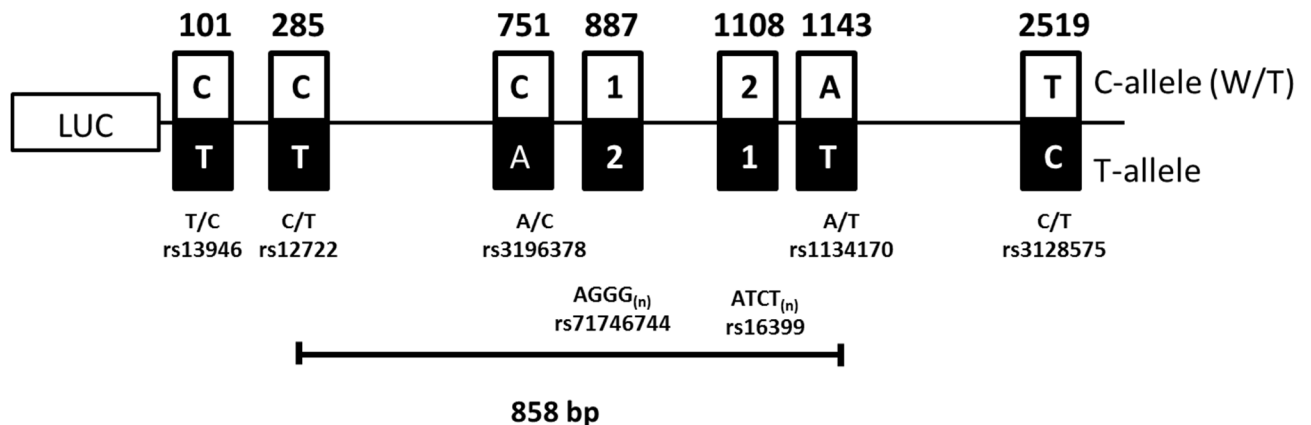 101 285 751 887 1108 1143 2519
C C C 1 2 A T C-allele (W/T)
LUC
T T A 2 1 T C T-allele
T/C C/T A/C A/T C/T
rs13946 rs12722 rs3196378 rs1134170 rs3128575
AGGG(n) ATCT(n)
rs71746744 rs16399
858 bp